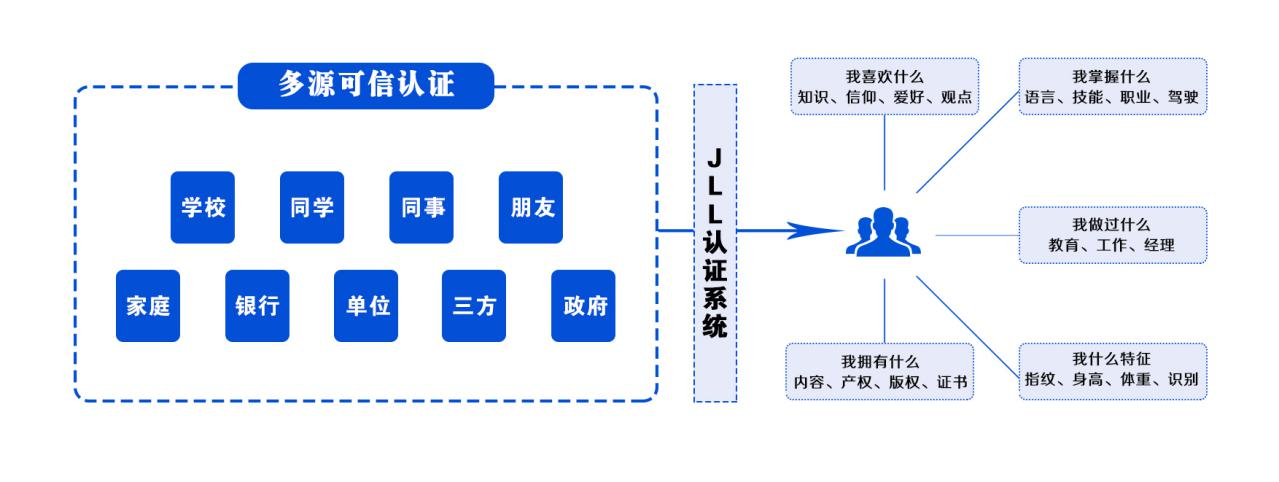 多源可信认证
学校
同学
同事
朋友
家庭
银行
单位
三方
政府
JLL认证系统
我喜欢什么
知识、信仰、爱好、观点
我掌握什么
语言、技能、职业、驾驶
我做过什么
教育、工作、经理
我拥有什么
内容、产权、版权、证书
我什么特征
指纹、身高、体重、识别